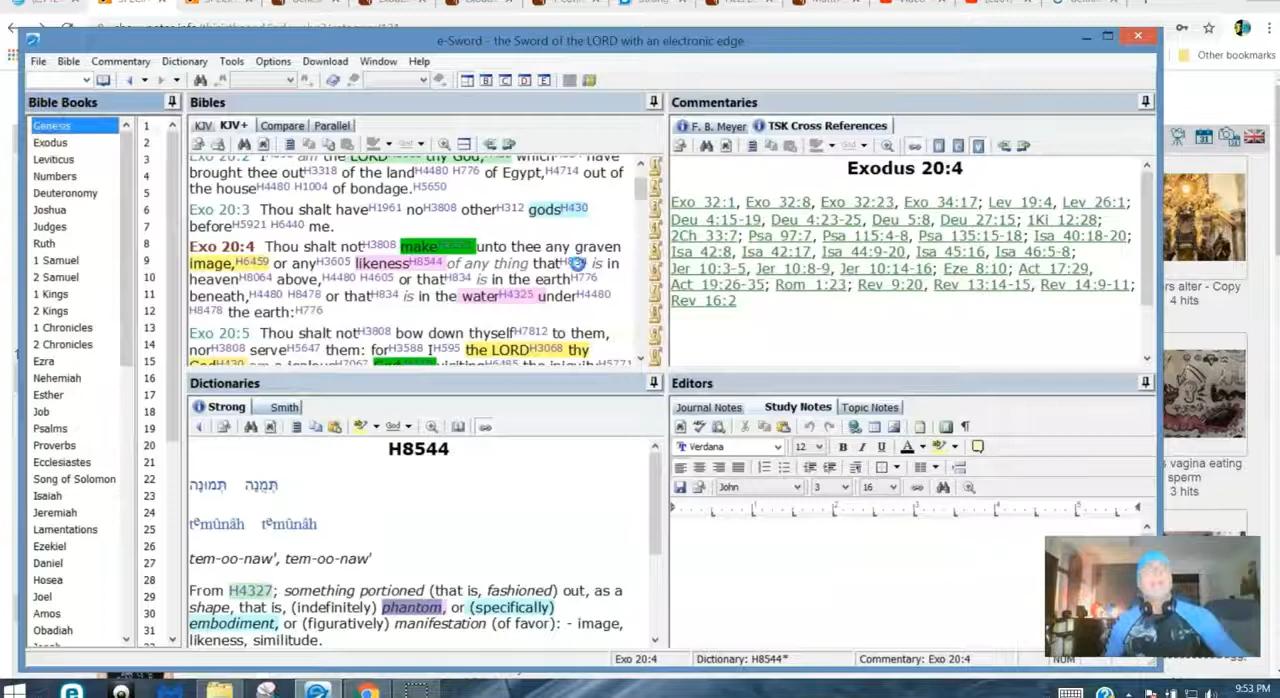 Other bookmarks
e-Sword - the Sword of the LORD with an electronic edge
File Bible Commentary Dictionary Tools Options Download Window Help
Bible Books
Genesis
Exodus
Leviticus
Numbers
Deuteronomy
Joshua
Judges
Ruth
1 Samuel
2 Samuel
1 Kings
2 Kings
1 Chronicles
2 Chronicles
Ezra
Nehemiah
Esther
Job
Psalms
Proverbs
Ecclesiastes
Song of Solomon
Isaiah
Jeremiah
Lamentations
Ezekiel
Daniel
Hosea
Joel
Amos
Obadiah
1
2
3
4
5
6
7
8
9
10
11
12
13
14
15
16
17
18
19
20
21
22
23
24
25
26
27
28
29
30
31
Bibles
KJV KJV+ Compare Parallel
Exo 20:2 I am the LORD thy God, which have
brought thee outH3318 of the landH4480 H776 of Egypt,H4714 out of
the houseH4480 H1004 of bondage.H5650
Exo 20:3 Thou shalt haveH1961 noH3808 otherH312 godsH430
beforeH5921 H6440 me.
Exo 20:4 Thou shalt notH3808 make unto thee any graven
image,H6459 or anyH3605 likenessH8544 of any thing that is in
heavenH8064 above,H4480 H4605 or thatH834 is in the earthH776
beneath,H4480 H8478 or thatH834 is in the waterH4325 underH4480
H8478 the earth:H776
Exo 20:5 Thou shalt notH3808 bow down thyselfH7812 to them,
norH3808 serveH5647 them: forH3588 IH595 the LORDH3068 thy
Commentaries
F. B. Meyer TSK Cross References
Exodus 20:4
Exo 32:1, Exo 32:8, Exo 32:23, Exo 34:17; Lev 19:4, Lev 26:1;
Deu 4:15-19, Deu 4:23-25, Deu 5:8, Deu 27:15; 1Ki 12:28;
2Ch 33:7; Psa 97:7, Psa 115:4-8, Psa 135:15-18; Isa 40:18-20;
Isa 42:8, Isa 42:17, Isa 44:9-20, Isa 45:16, Isa 46:5-8;
Jer 10:3-5, Jer 10:8-9, Jer 10:14-16; Eze 8:10; Act 17:29,
Act 19:26-35; Rom 1:23; Rev 9:20, Rev 13:14-15, Rev 14:9-11;
Rev 16:2
Dictionaries
Strong Smith
H8544
תְּמֻנָה תְּמוּנָה
temûnâh temûnâh
tem-oo-naw', tem-oo-naw'
From H4327; something portioned (that is, fashioned) out, as a
shape, that is, (indefinitely) phantom, or (specifically)
embodiment, or (figuratively) manifestation (of favor): - image,
likeness, similitude.
Editors
Journal Notes Study Notes Topic Notes
Verdana 12 B I U A
John 3 16
Exo 20:4 Dictionary: H8544* Commentary: Exo 20:4 NUM
rs alter - Copy
4 hits
s vagina eating
sperm
3 hits
9:53 PM